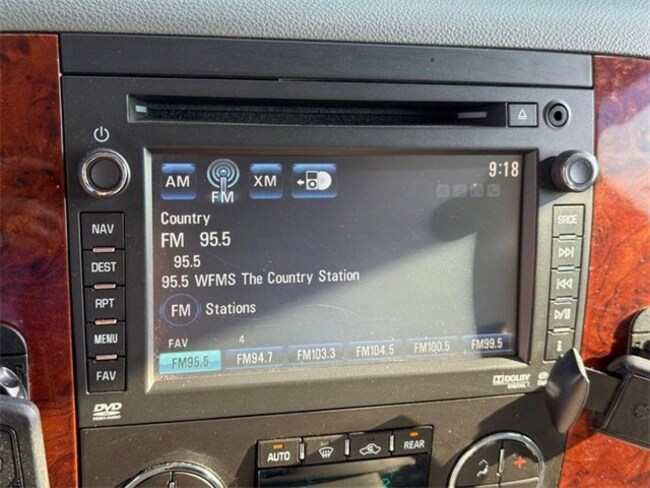 AM FM XM 9:18
Country
FM 95.5
95.5
95.5 WFMS The Country Station
FM Stations
FAV 4
FM95.5 FM94.7 FM103.3 FM104.5 FM100.5 FM99.5
NAV
DEST
RPT
MENU
FAV
SRCE
i
DVD
DOLBY
DIGITAL
AUTO
REAR